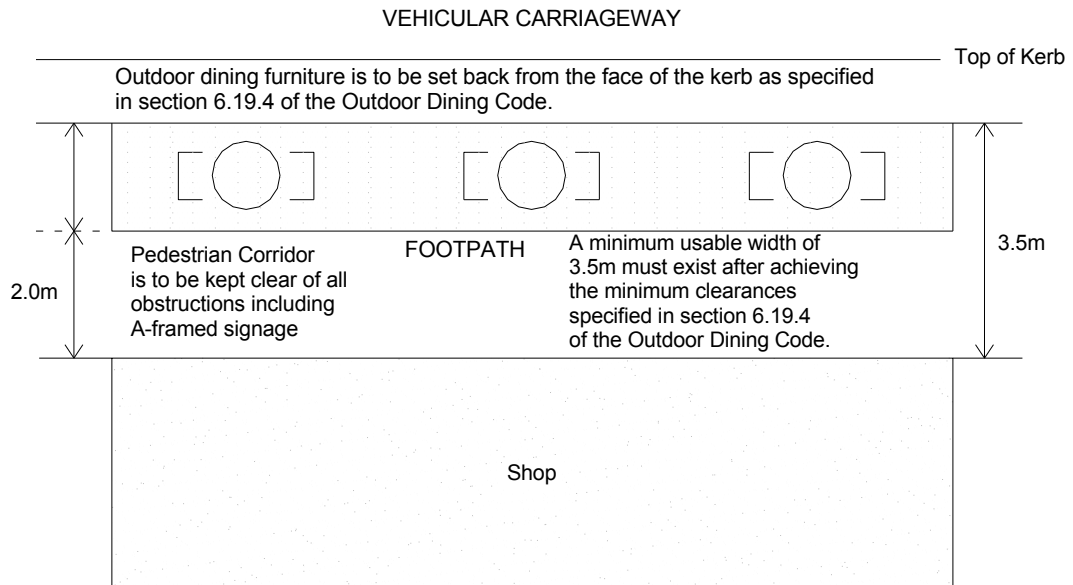 VEHICULAR CARRIAGEWAY
Top of Kerb
Outdoor dining furniture is to be set back from the face of the kerb as specified
in section 6.19.4 of the Outdoor Dining Code.
2.0m
Pedestrian Corridor
is to be kept clear of all
obstructions including
A-framed signage
FOOTPATH
A minimum usable width of
3.5m must exist after achieving
the minimum clearances
specified in section 6.19.4
of the Outdoor Dining Code.
3.5m
Shop